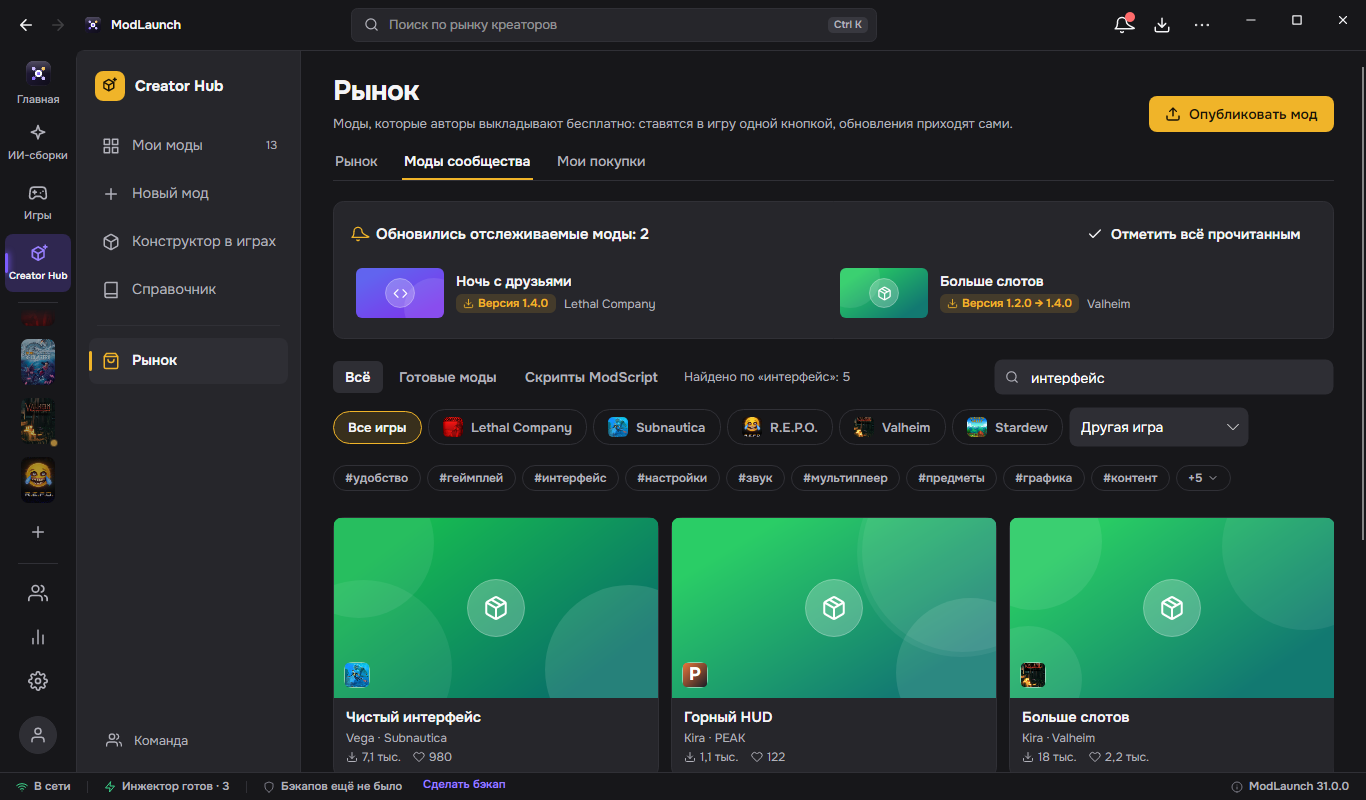 ModLaunch
Поиск по рынку креаторов
Ctrl K
Главная
ИИ-сборки
Игры
Creator Hub
Creator Hub
Мои моды 13
Новый мод
Конструктор в играх
Справочник
Рынок
Команда
Рынок
Моды, которые авторы выкладывают бесплатно: ставятся в игру одной кнопкой, обновления приходят сами.
Опубликовать мод
Рынок Моды сообщества Мои покупки
Обновились отслеживаемые моды: 2
Отметить всё прочитанным
Ночь с друзьями
Версия 1.4.0 Lethal Company
Больше слотов
Версия 1.2.0 → 1.4.0 Valheim
Всё Готовые моды Скрипты ModScript Найдено по «интерфейс»: 5
интерфейс
Все игры Lethal Company Subnautica R.E.P.O. Valheim Stardew Другая игра
#удобство #геймплей #интерфейс #настройки #звук #мультиплеер #предметы #графика #контент +5
P
Чистый интерфейс
Vega · Subnautica
7,1 тыс. 980
Горный HUD
Kira · PEAK
1,1 тыс. 122
Больше слотов
Kira · Valheim
18 тыс. 2,2 тыс.
В сети
Инжектор готов · 3
Бэкапов ещё не было
Сделать бэкап
ModLaunch 31.0.0